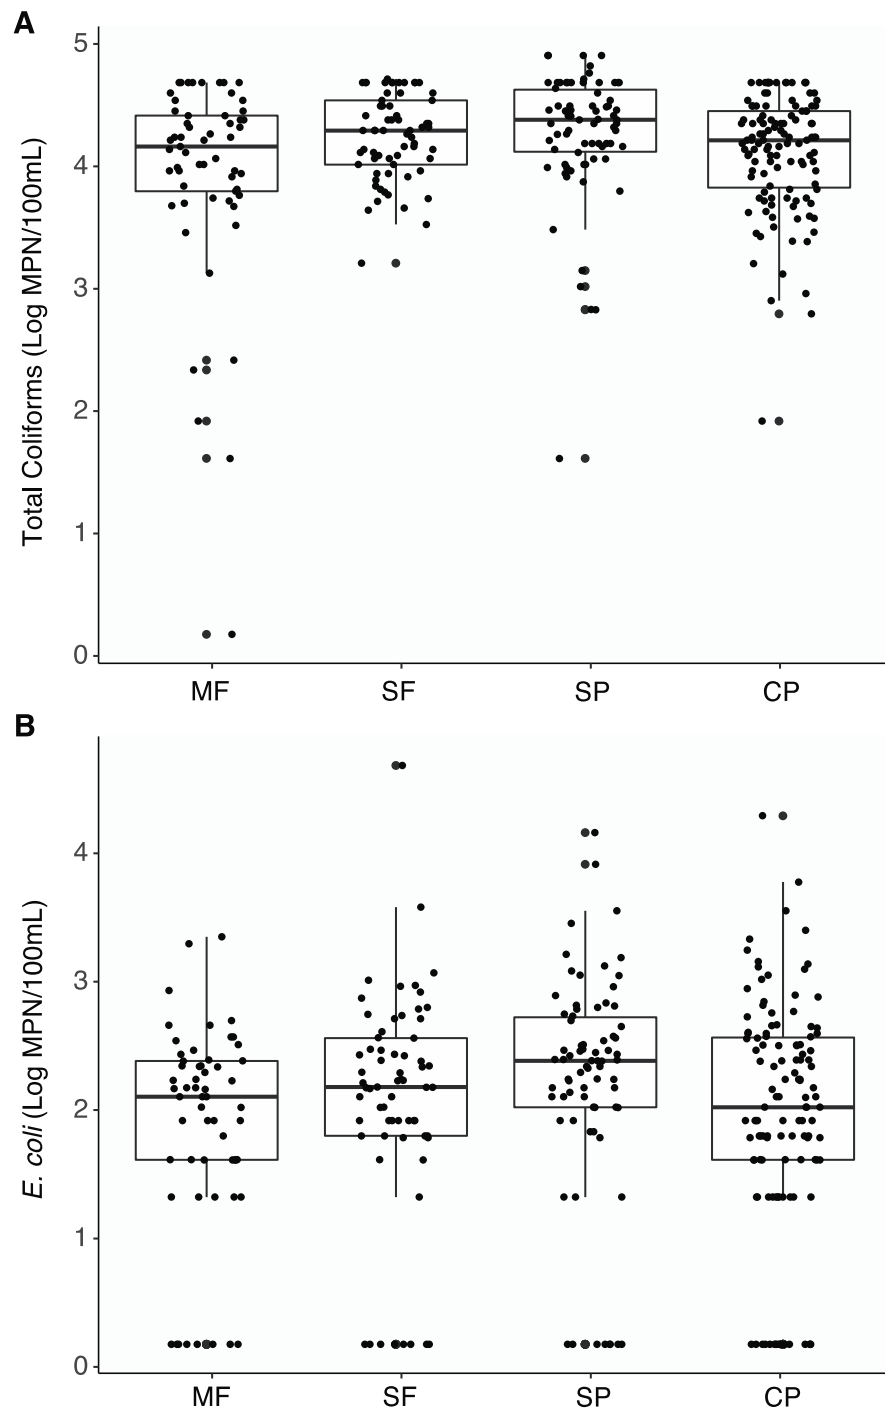 A
Total Coliforms (Log MPN/100mL)
5
4
3
2
1
0
MF SF SP CP
B
E. coli (Log MPN/100mL)
4
3
2
1
0
MF SF SP CP